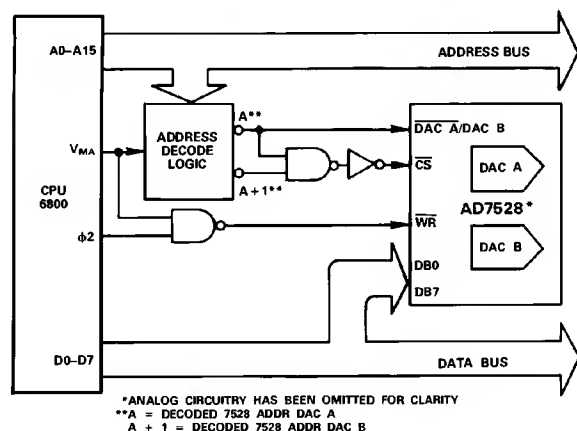 A0–A15
ADDRESS BUS
A**
ADDRESS
DECODE
LOGIC
DAC A/DAC B
VMA
CS
DAC A
A + 1**
CPU
6800
AD7528*
φ2
WR
DAC B
DB0
DB7
D0–D7
DATA BUS
*ANALOG CIRCUITRY HAS BEEN OMITTED FOR CLARITY
**A = DECODED 7528 ADDR DAC A
A + 1 = DECODED 7528 ADDR DAC B